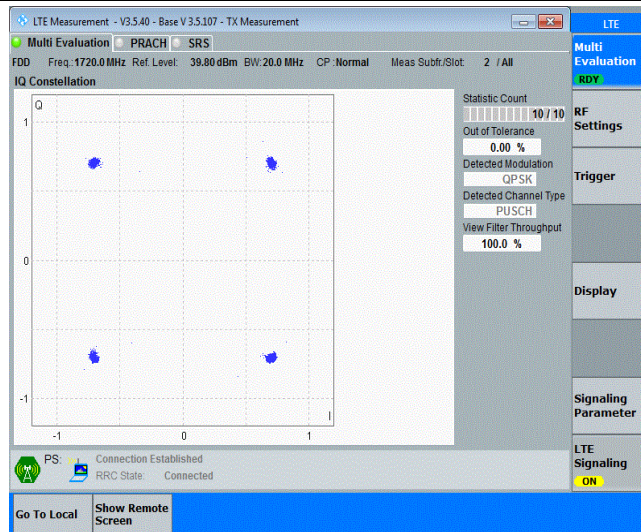 LTE Measurement - V3.5.40 - Base V 3.5.107 - TX Measurement
LTE
Multi Evaluation PRACH SRS
Multi
Evaluation
RDY
FDD Freq.:1720.0 MHz Ref. Level: 39.80 dBm BW:20.0 MHz CP :Normal Meas Subfr./Slot: 2 / All
IQ Constellation
Q
1
0
-1
-1 0 1
I
Statistic Count
10 / 10
Out of Tolerance
0.00 %
Detected Modulation
QPSK
Detected Channel Type
PUSCH
View Filter Throughput
100.0 %
RF
Settings
Trigger
Display
Signaling
Parameter
LTE
Signaling
ON
PS: Connection Established
RRC State: Connected
Go To Local
Show Remote
Screen